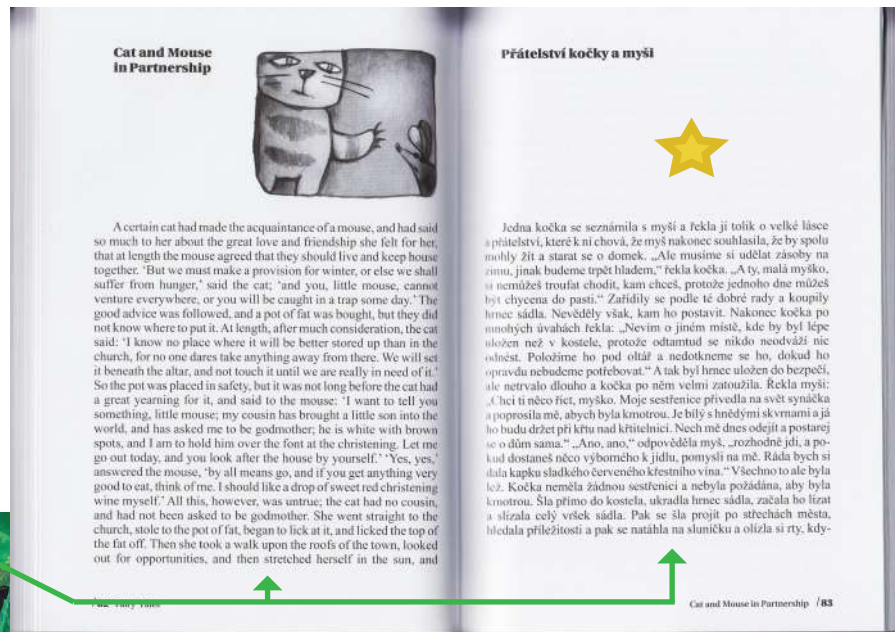 Cat and Mouse
in Partnership
A certain cat had made the acquaintance of a mouse, and had said
so much to her about the great love and friendship she felt for her,
that at length the mouse agreed that they should live and keep house
together. ‘But we must make a provision for winter, or else we shall
suffer from hunger,’ said the cat; ‘and you, little mouse, cannot
venture everywhere, or you will be caught in a trap some day.’ The
good advice was followed, and a pot of fat was bought, but they did
not know where to put it. At length, after much consideration, the cat
said: ‘I know no place where it will be better stored up than in the
church, for no one dares take anything away from there. We will set
it beneath the altar, and not touch it until we are really in need of it.’
So the pot was placed in safety, but it was not long before the cat had
a great yearning for it, and said to the mouse: ‘I want to tell you
something, little mouse; my cousin has brought a little son into the
world, and has asked me to be godmother; he is white with brown
spots, and I am to hold him over the font at the christening. Let me
go out today, and you look after the house by yourself.’ ‘Yes, yes,’
answered the mouse, ‘by all means go, and if you get anything very
good to eat, think of me. I should like a drop of sweet red christening
wine myself.’ All this, however, was untrue; the cat had no cousin,
and had not been asked to be godmother. She went straight to the
church, stole to the pot of fat, began to lick at it, and licked the top of
the fat off. Then she took a walk upon the roofs of the town, looked
out for opportunities, and then stretched herself in the sun, and
Přátelství kočky a myši
Jedna kočka se seznámila s myší a řekla jí tolik o velké lásce
a přátelství, které k ní chová, že myš nakonec souhlasila, že by spolu
mohly žít a starat se o domek. „Ale musíme si udělat zásoby na
zimu, jinak budeme trpět hladem,“ řekla kočka. „A ty, malá myško,
si nemůžeš troufat chodit, kam chceš, protože jednoho dne můžeš
být chycena do pasti.“ Zařídily se podle té dobré rady a koupily
hrnec sádla. Nevěděly však, kam ho postavit. Nakonec kočka po
mnohých úvahách řekla: „Nevím o jiném místě, kde by byl lépe
uložen než v kostele, protože odtamtud se nikdo neodváží nic
odnést. Položíme ho pod oltář a nedotkneme se ho, dokud ho
opravdu nebudeme potřebovat.“ A tak byl hrnec uložen do bezpečí,
ale netrvalo dlouho a kočka po něm velmi zatoužila. Řekla myši:
„Chci ti něco říct, myško. Moje sestřenice přivedla na svět synáčka
a poprosila mě, abych byla kmotrou. Je bílý s hnědými skvrnami a já
ho budu držet při křtu nad křtitelnicí. Nech mě dnes odejít a postarej
se o dům sama.“ „Ano, ano,“ odpověděla myš, „rozhodně jdi, a po-
kud dostaneš něco výborného k jídlu, pomysli na mě. Ráda bych si
dala kapku sladkého červeného křestního vína.“ Všechno to ale byla
lež. Kočka neměla žádnou sestřenici a nebyla požádána, aby byla
kmotrou. Šla přímo do kostela, ukradla hrnec sádla, začala ho lízat
a slízala celý vršek sádla. Pak se šla projít po střechách města,
hledala příležitosti a pak se natáhla na sluníčku a olízla si rty, kdy-
Cat and Mouse in Partnership /83